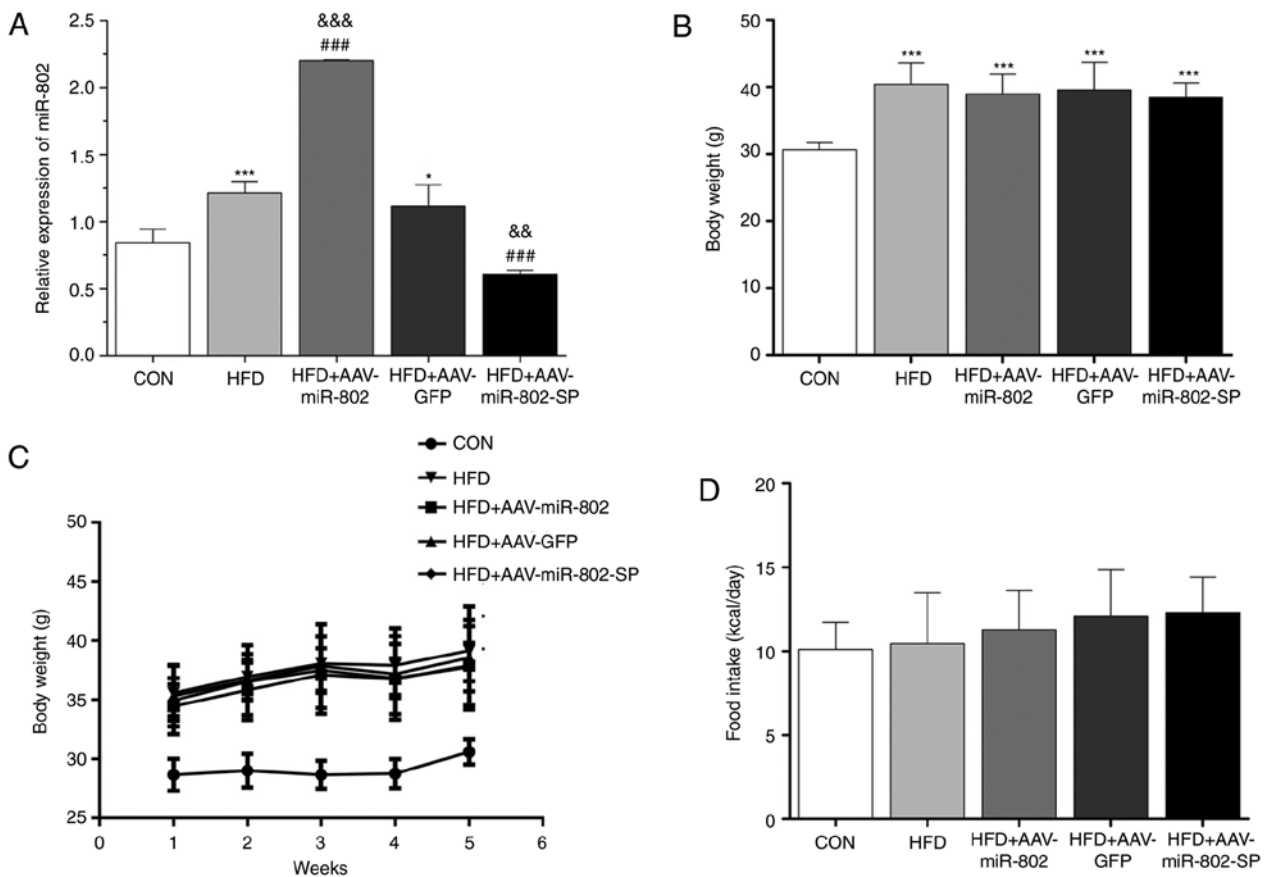 A
Relative expression of miR-802
2.5
2.0
1.5
1.0
0.5
0.0
***
&&&
###
*
&&
###
CON
HFD
HFD+AAV-
miR-802
HFD+AAV-
GFP
HFD+AAV-
miR-802-SP
B
Body weight (g)
50
40
30
20
10
0
***
***
***
***
CON
HFD
HFD+AAV-
miR-802
HFD+AAV-
GFP
HFD+AAV-
miR-802-SP
C
CON
HFD
HFD+AAV-miR-802
HFD+AAV-GFP
HFD+AAV-miR-802-SP
Body weight (g)
50
45
40
35
30
25
0
1
2
3
4
5
6
Weeks
D
Food intake (kcal/day)
20
15
10
5
0
CON
HFD
HFD+AAV-
miR-802
HFD+AAV-
GFP
HFD+AAV-
miR-802-SP